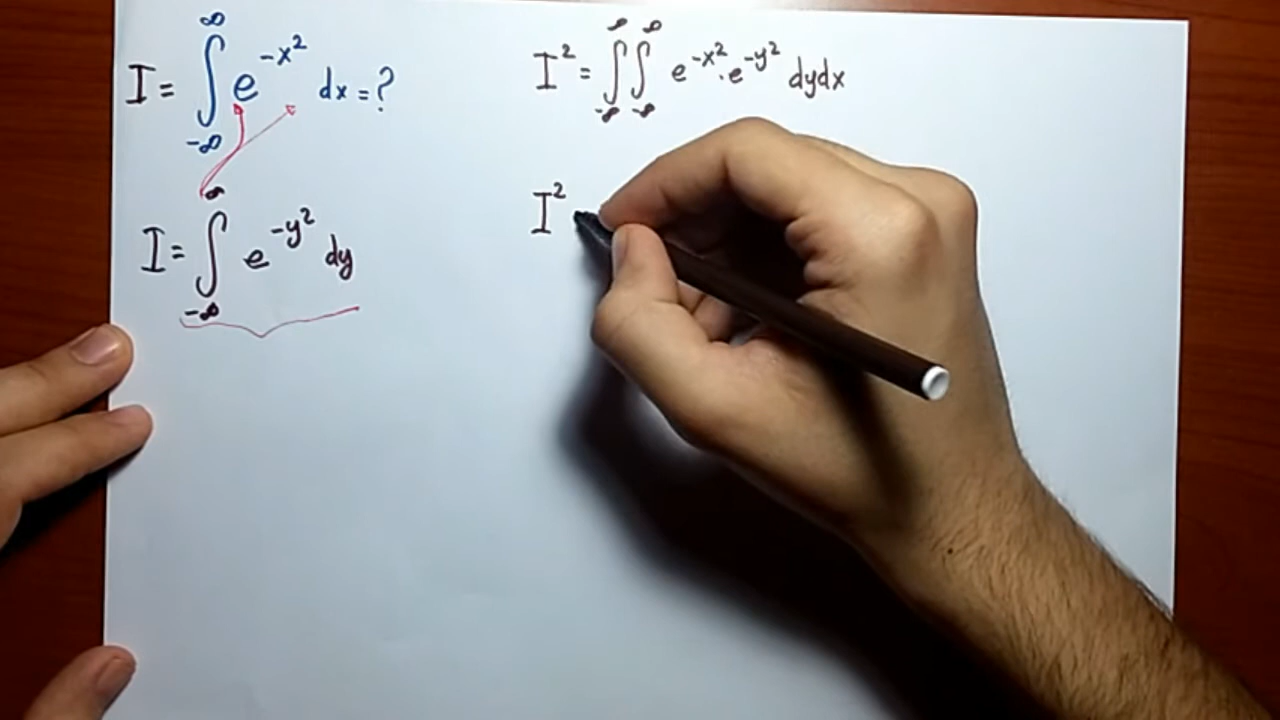 I = ∫_{-∞}^{∞} e^{-x²} dx = ?
I = ∫_{-∞}^{∞} e^{-y²} dy
I² = ∫_{-∞}^{∞} ∫_{-∞}^{∞} e^{-x²} · e^{-y²} dydx
I²